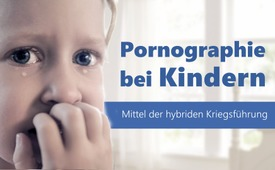 Pornographie
bei Kindern
Mittel der hybriden Kriegsführung